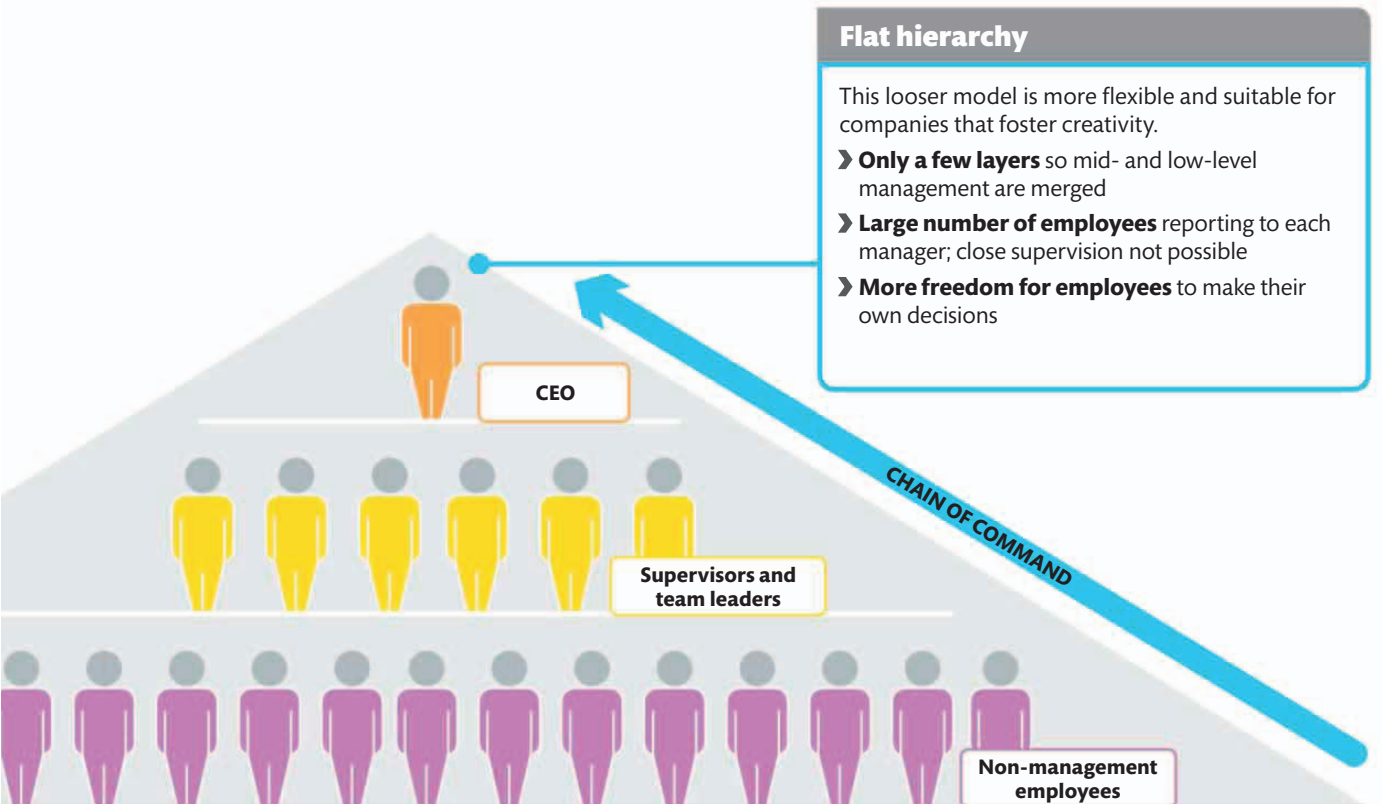 Flat hierarchy
This looser model is more flexible and suitable for
companies that foster creativity.
❯ Only a few layers so mid- and low-level
management are merged
❯ Large number of employees reporting to each
manager; close supervision not possible
❯ More freedom for employees to make their
own decisions
CEO
CHAIN OF COMMAND
Supervisors and
team leaders
Non-management
employees